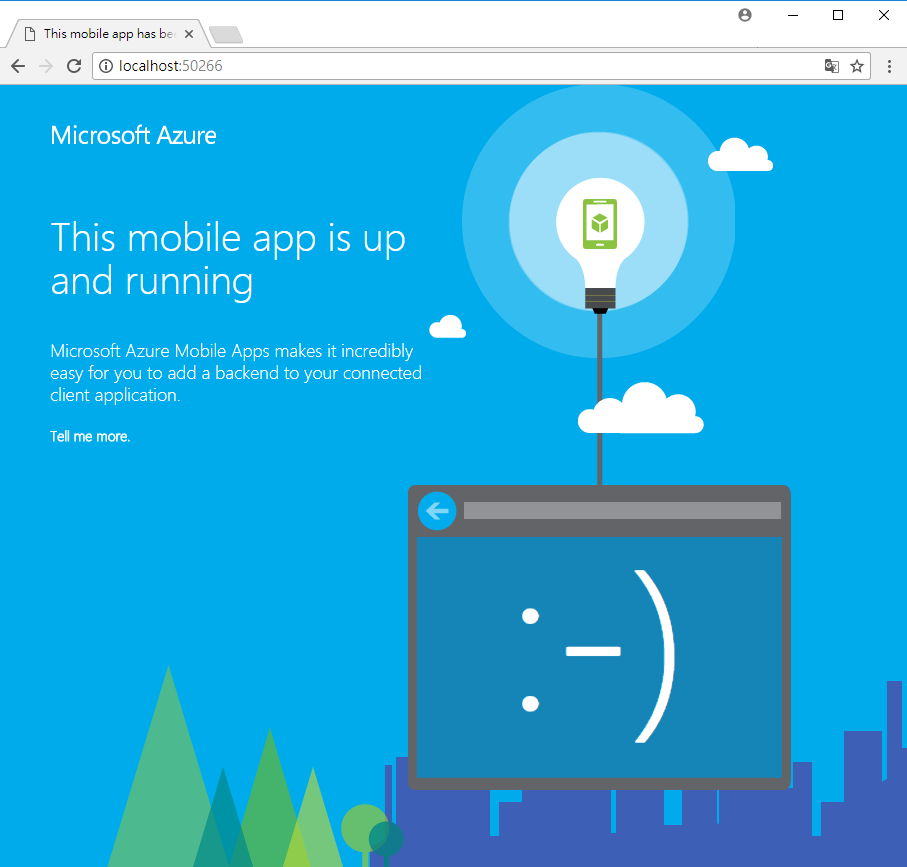 This mobile app has bee
localhost:50266
Microsoft Azure
This mobile app is up
and running
Microsoft Azure Mobile Apps makes it incredibly
easy for you to add a backend to your connected
client application.
Tell me more.
:-)